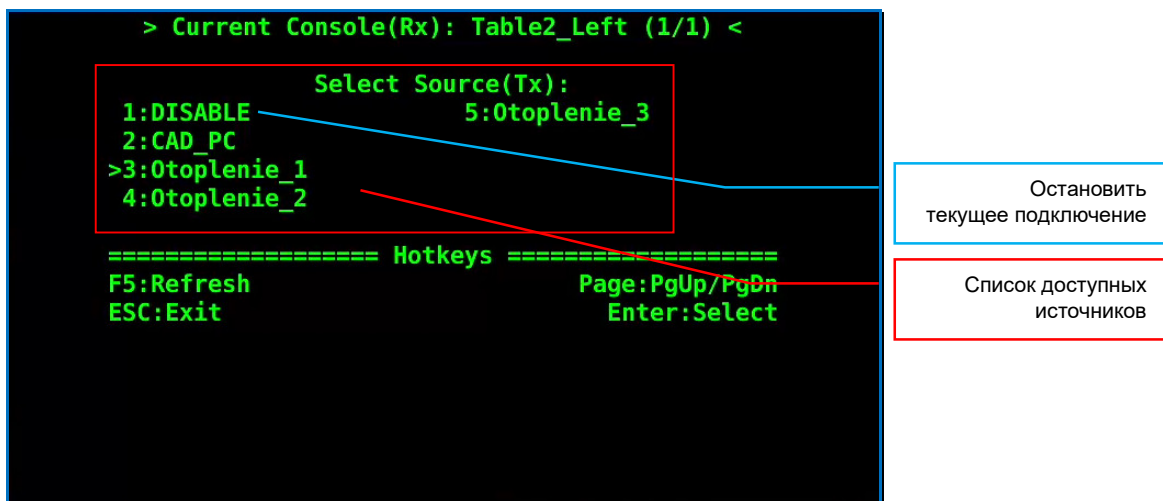 > Current Console(Rx): Table2_Left (1/1) <
Select Source(Tx):
1:DISABLE 5:Otoplenie_3
2:CAD_PC
>3:Otoplenie_1
4:Otoplenie_2
=================== Hotkeys ===================
F5:Refresh Page:PgUp/PgDn
ESC:Exit Enter:Select
Остановить
текущее подключение
Список доступных
источников